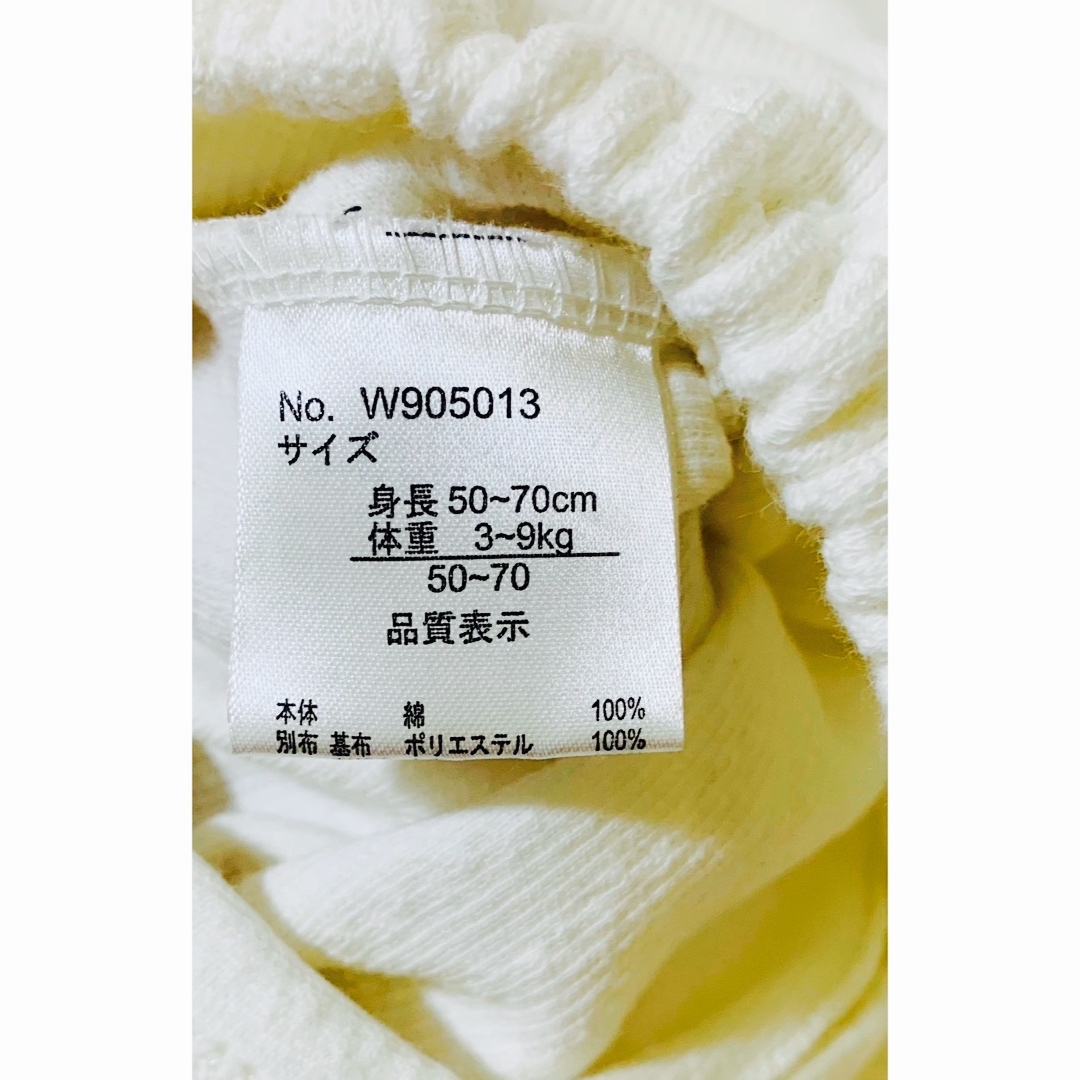 No. W905013
サイズ
身長 50~70cm
体重 3~9kg
50~70
品質表示
本体 綿 100%
別布 基布 ポリエステル 100%